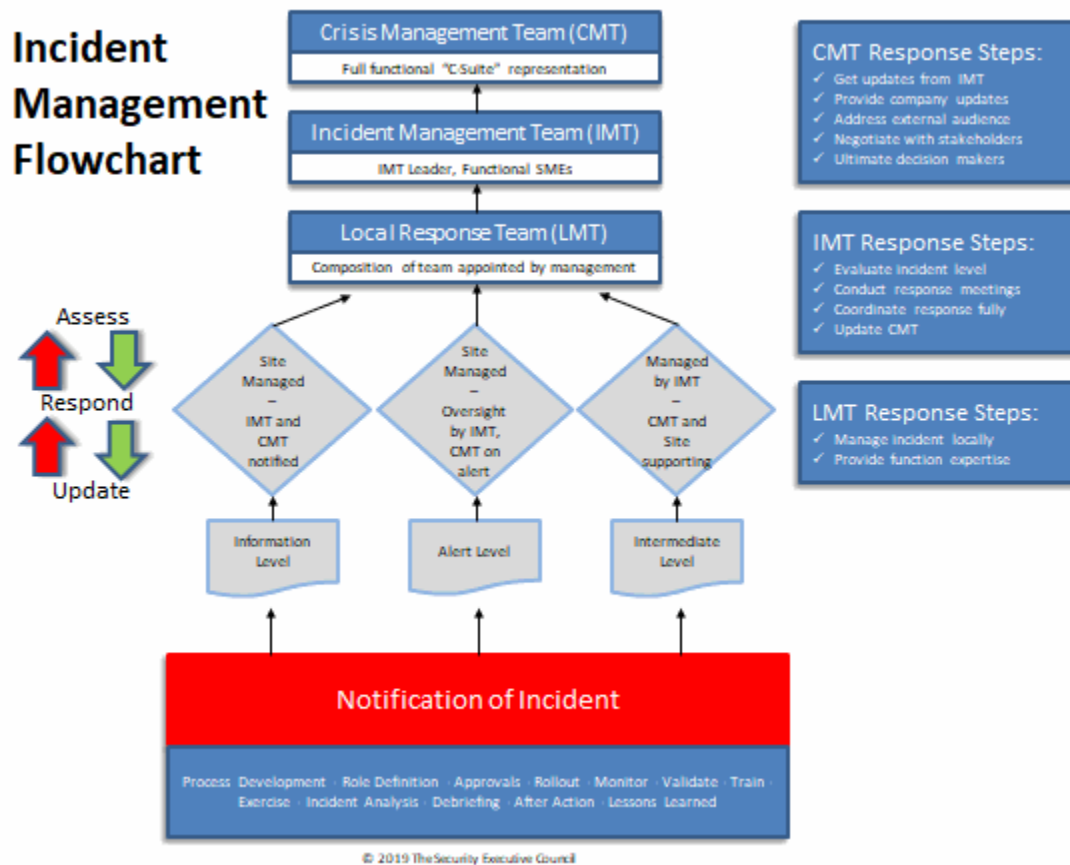 Incident
Management
Flowchart
Crisis Management Team (CMT)
Full functional "C-Suite" representation
Incident Management Team (IMT)
IMT Leader, Functional SMEs
Local Response Team (LMT)
Composition of team appointed by management
Assess
Respond
Update
Site
Managed
–
IMT and
CMT
notified
Site
Managed
–
Oversight
by IMT,
CMT on
alert
Managed
by IMT
–
CMT and
Site
supporting
Information
Level
Alert Level
Intermediate
Level
Notification of Incident
Process Development · Role Definition · Approvals · Rollout · Monitor · Validate · Train ·
Exercise · Incident Analysis · Debriefing · After Action · Lessons Learned
CMT Response Steps:
✓ Get updates from IMT
✓ Provide company updates
✓ Address external audience
✓ Negotiate with stakeholders
✓ Ultimate decision makers
IMT Response Steps:
✓ Evaluate incident level
✓ Conduct response meetings
✓ Coordinate response fully
✓ Update CMT
LMT Response Steps:
✓ Manage incident locally
✓ Provide function expertise
© 2019 The Security Executive Council